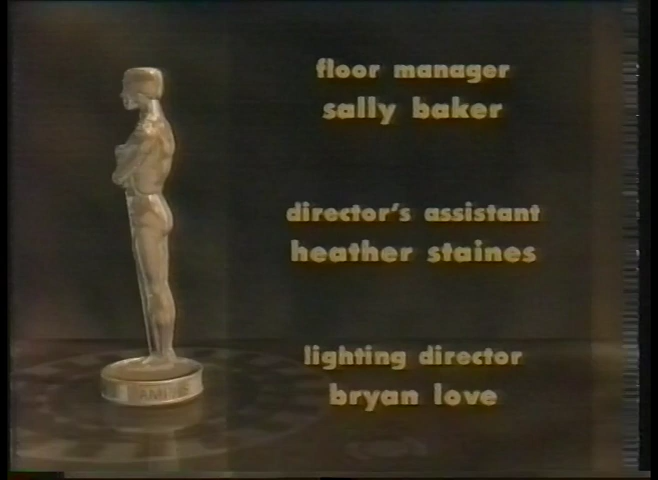 floor manager
sally baker
director's assistant
heather staines
lighting director
bryan love